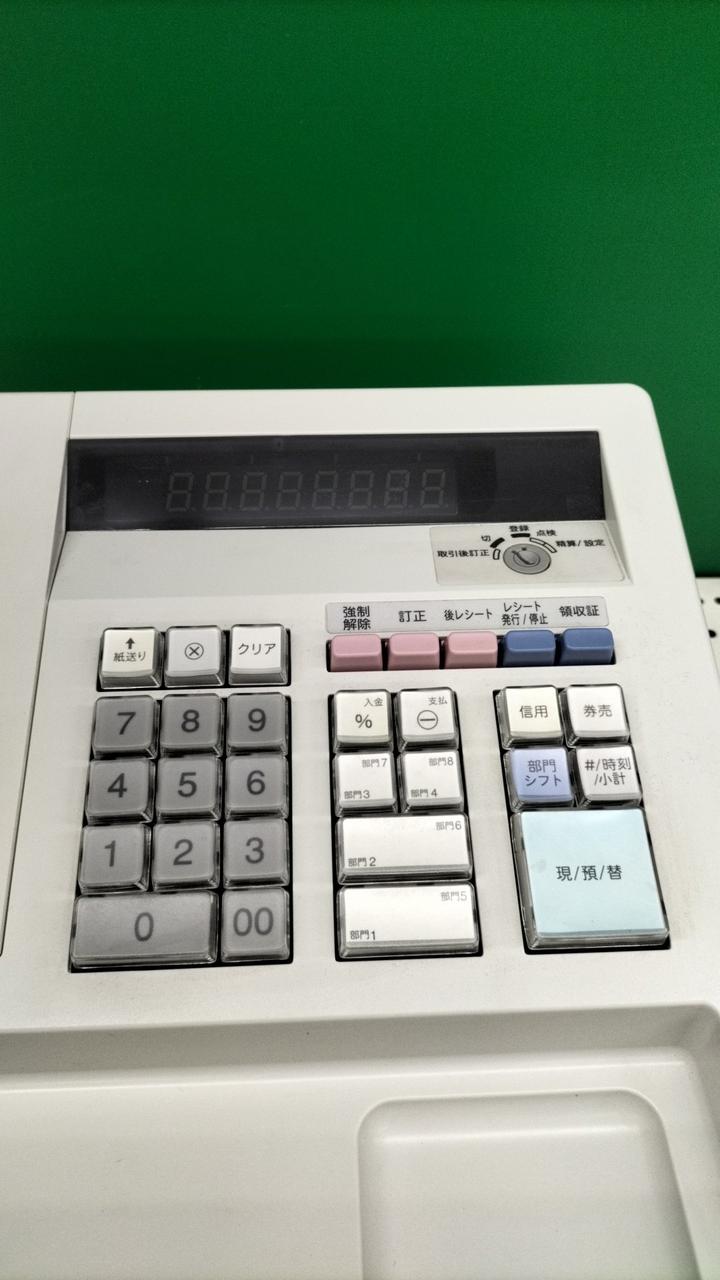 88888888
登録
切 点検
取引後訂正 精算/設定
強制解除 訂正 後レシート レシート発行/停止 領収証
↑紙送り ⊗ クリア
入金 % 支払 ⊖ 信用 券売
7 8 9
部門7 部門3 部門8 部門4 部門シフト #/時刻/小計
4 5 6
部門6 部門2
1 2 3
現/預/替
部門5 部門1
0 00